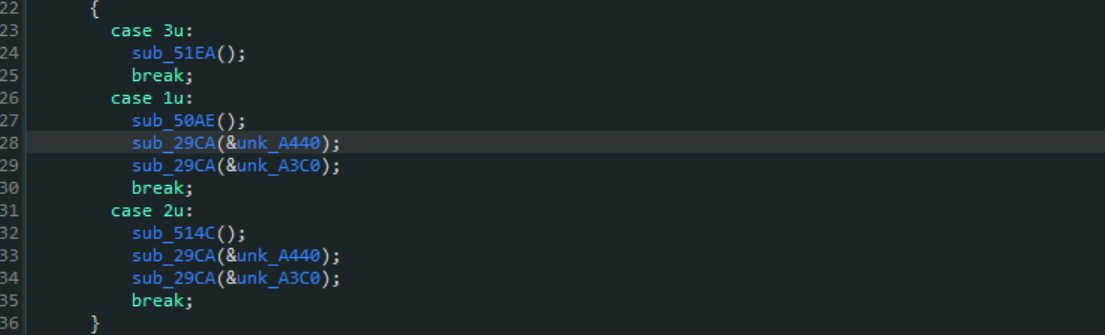 22 {
23 case 3u:
24 sub_51EA();
25 break;
26 case 1u:
27 sub_50AE();
28 sub_29CA(&unk_A440);
29 sub_29CA(&unk_A3C0);
30 break;
31 case 2u:
32 sub_514C();
33 sub_29CA(&unk_A440);
34 sub_29CA(&unk_A3C0);
35 break;
36 }